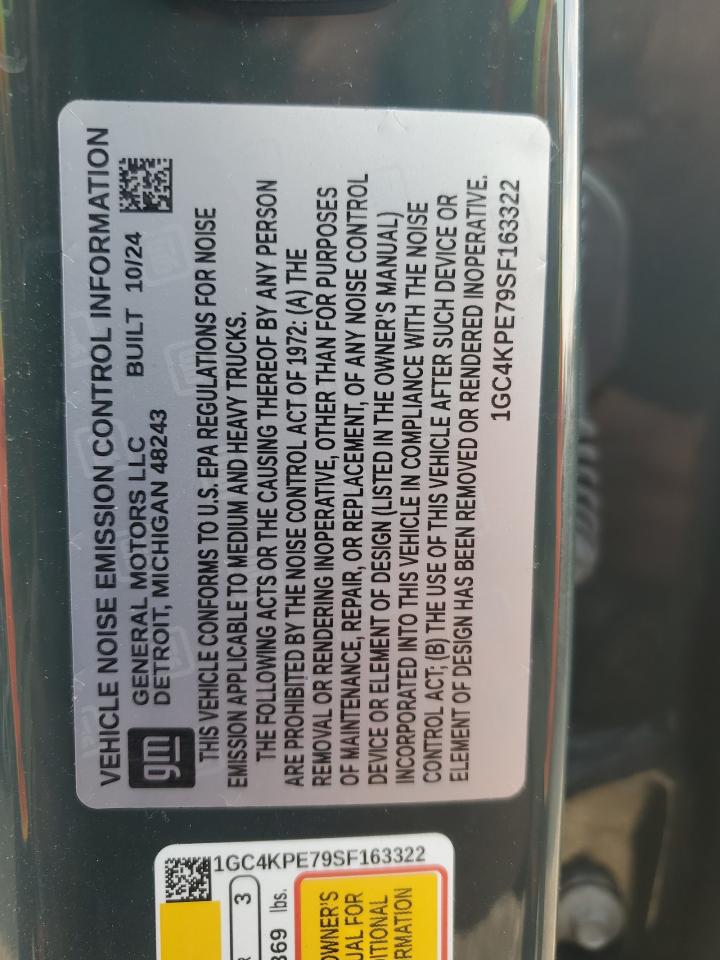 VEHICLE NOISE EMISSION CONTROL INFORMATION
gm
GENERAL MOTORS LLC
DETROIT, MICHIGAN 48243
BUILT 10/24
THIS VEHICLE CONFORMS TO U.S. EPA REGULATIONS FOR NOISE
EMISSION APPLICABLE TO MEDIUM AND HEAVY TRUCKS.
THE FOLLOWING ACTS OR THE CAUSING THEREOF BY ANY PERSON
ARE PROHIBITED BY THE NOISE CONTROL ACT OF 1972: (A) THE
REMOVAL OR RENDERING INOPERATIVE, OTHER THAN FOR PURPOSES
OF MAINTENANCE, REPAIR, OR REPLACEMENT, OF ANY NOISE CONTROL
DEVICE OR ELEMENT OF DESIGN (LISTED IN THE OWNER'S MANUAL)
INCORPORATED INTO THIS VEHICLE IN COMPLIANCE WITH THE NOISE
CONTROL ACT; (B) THE USE OF THIS VEHICLE AFTER SUCH DEVICE OR
ELEMENT OF DESIGN HAS BEEN REMOVED OR RENDERED INOPERATIVE.
1GC4KPE79SF163322
1GC4KPE79SF163322
3
369 lbs.
OWNER'S
UAL FOR
ITIONAL
RMATION